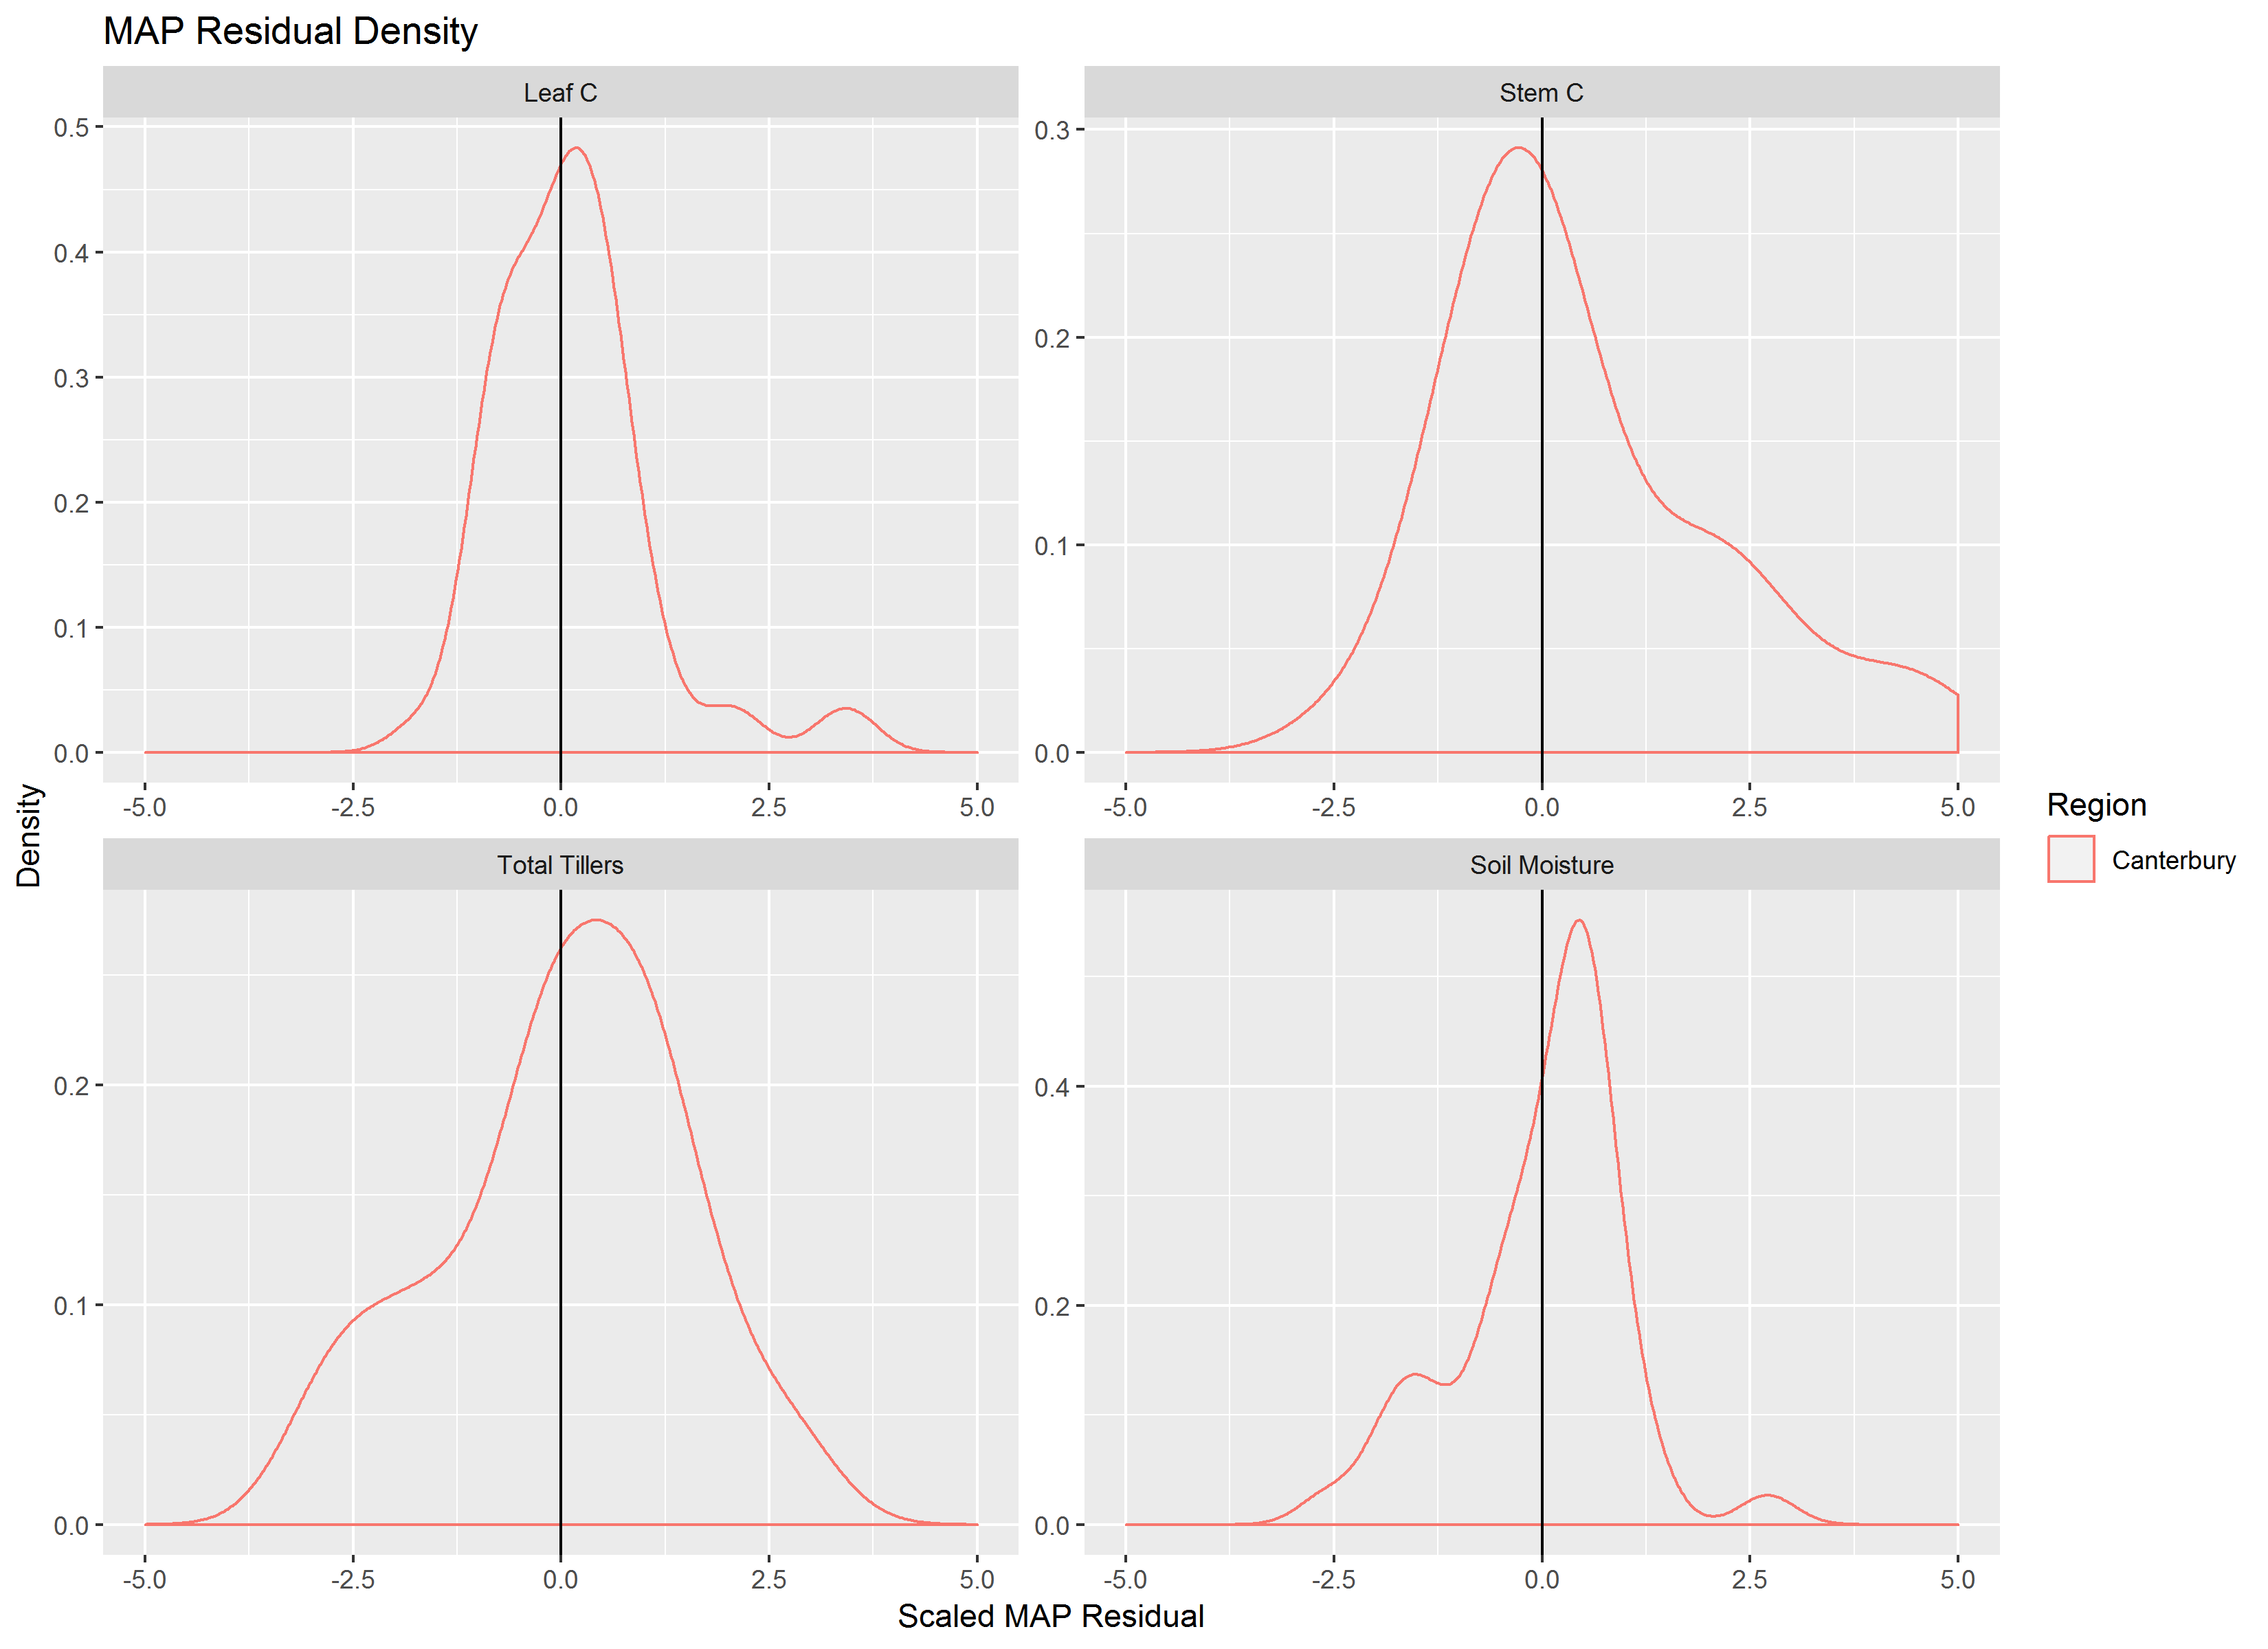 MAP Residual Density
Leaf C
Stem C
0.5
0.4
0.3
0.2
0.1
0.0
0.3
0.2
0.1
0.0
-5.0 -2.5 0.0 2.5 5.0
-5.0 -2.5 0.0 2.5 5.0
Density
Total Tillers
Soil Moisture
0.2
0.1
0.0
0.4
0.2
0.0
-5.0 -2.5 0.0 2.5 5.0
-5.0 -2.5 0.0 2.5 5.0
Scaled MAP Residual
Region
Canterbury